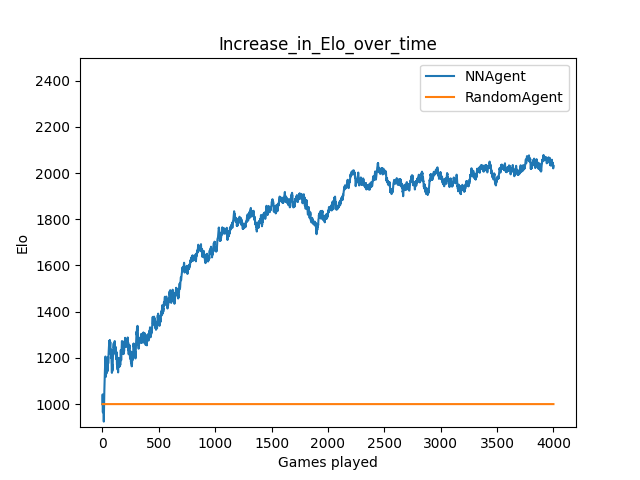 Increase_in_Elo_over_time
NNAgent
RandomAgent
2400
2200
2000
1800
1600
1400
1200
1000
Elo
0 500 1000 1500 2000 2500 3000 3500 4000
Games played